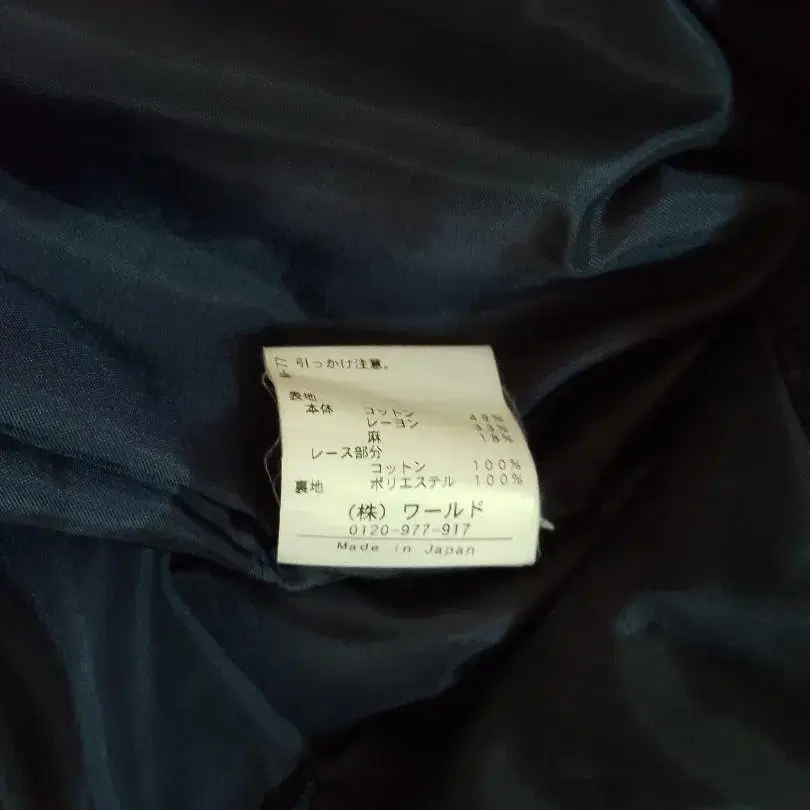 引っかけ注意。
表地
本体 コットン 49%
レーヨン 33%
麻 18%
レース部分
コットン 100%
裏地 ポリエステル 100%
(株) ワールド
0120-977-917
Made in Japan